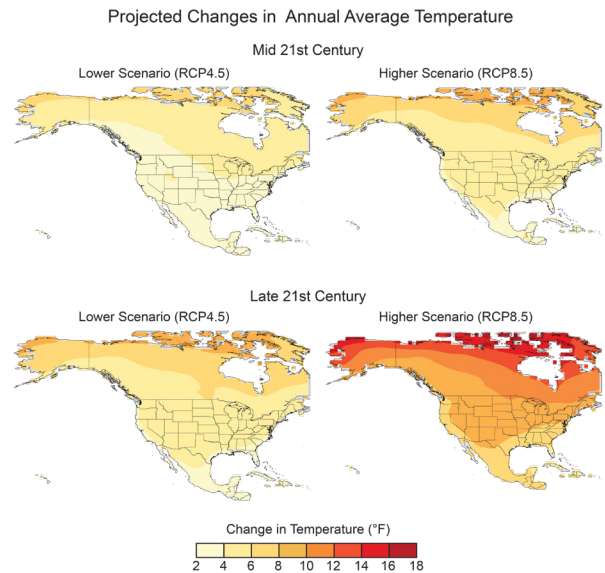 Projected Changes in Annual Average Temperature
Mid 21st Century
Lower Scenario (RCP4.5)
Higher Scenario (RCP8.5)
Late 21st Century
Lower Scenario (RCP4.5)
Higher Scenario (RCP8.5)
Change in Temperature (°F)
2 4 6 8 10 12 14 16 18